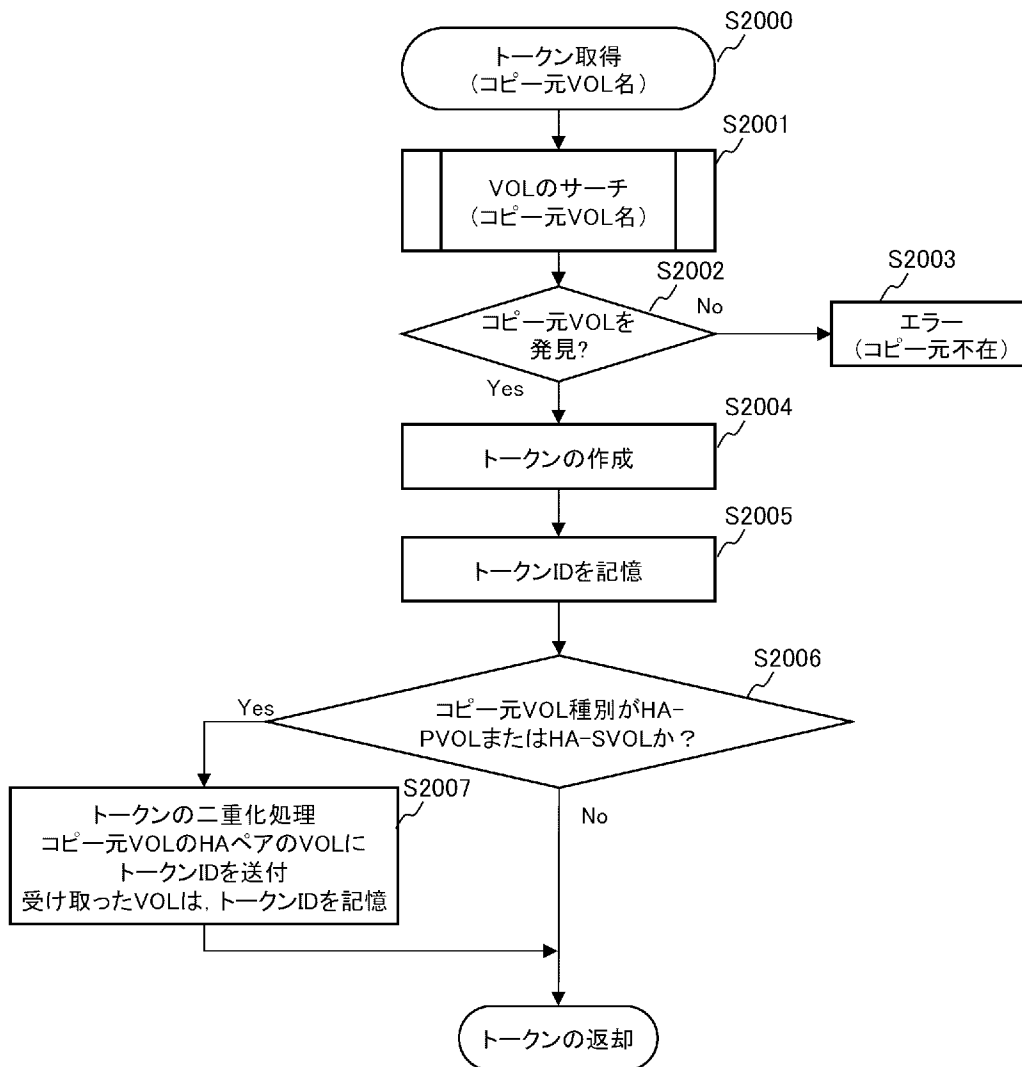 S2000
トークン取得
(コピー元VOL名)
S2001
VOLのサーチ
(コピー元VOL名)
S2002
コピー元VOLを
発見?
No
Yes
S2003
エラー
(コピー元不在)
S2004
トークンの作成
S2005
トークンIDを記憶
S2006
コピー元VOL種別がHA-
PVOLまたはHA-SVOLか？
Yes
No
S2007
トークンの二重化処理
コピー元VOLのHAペアのVOLに
トークンIDを送付
受け取ったVOLは，トークンIDを記憶
トークンの返却